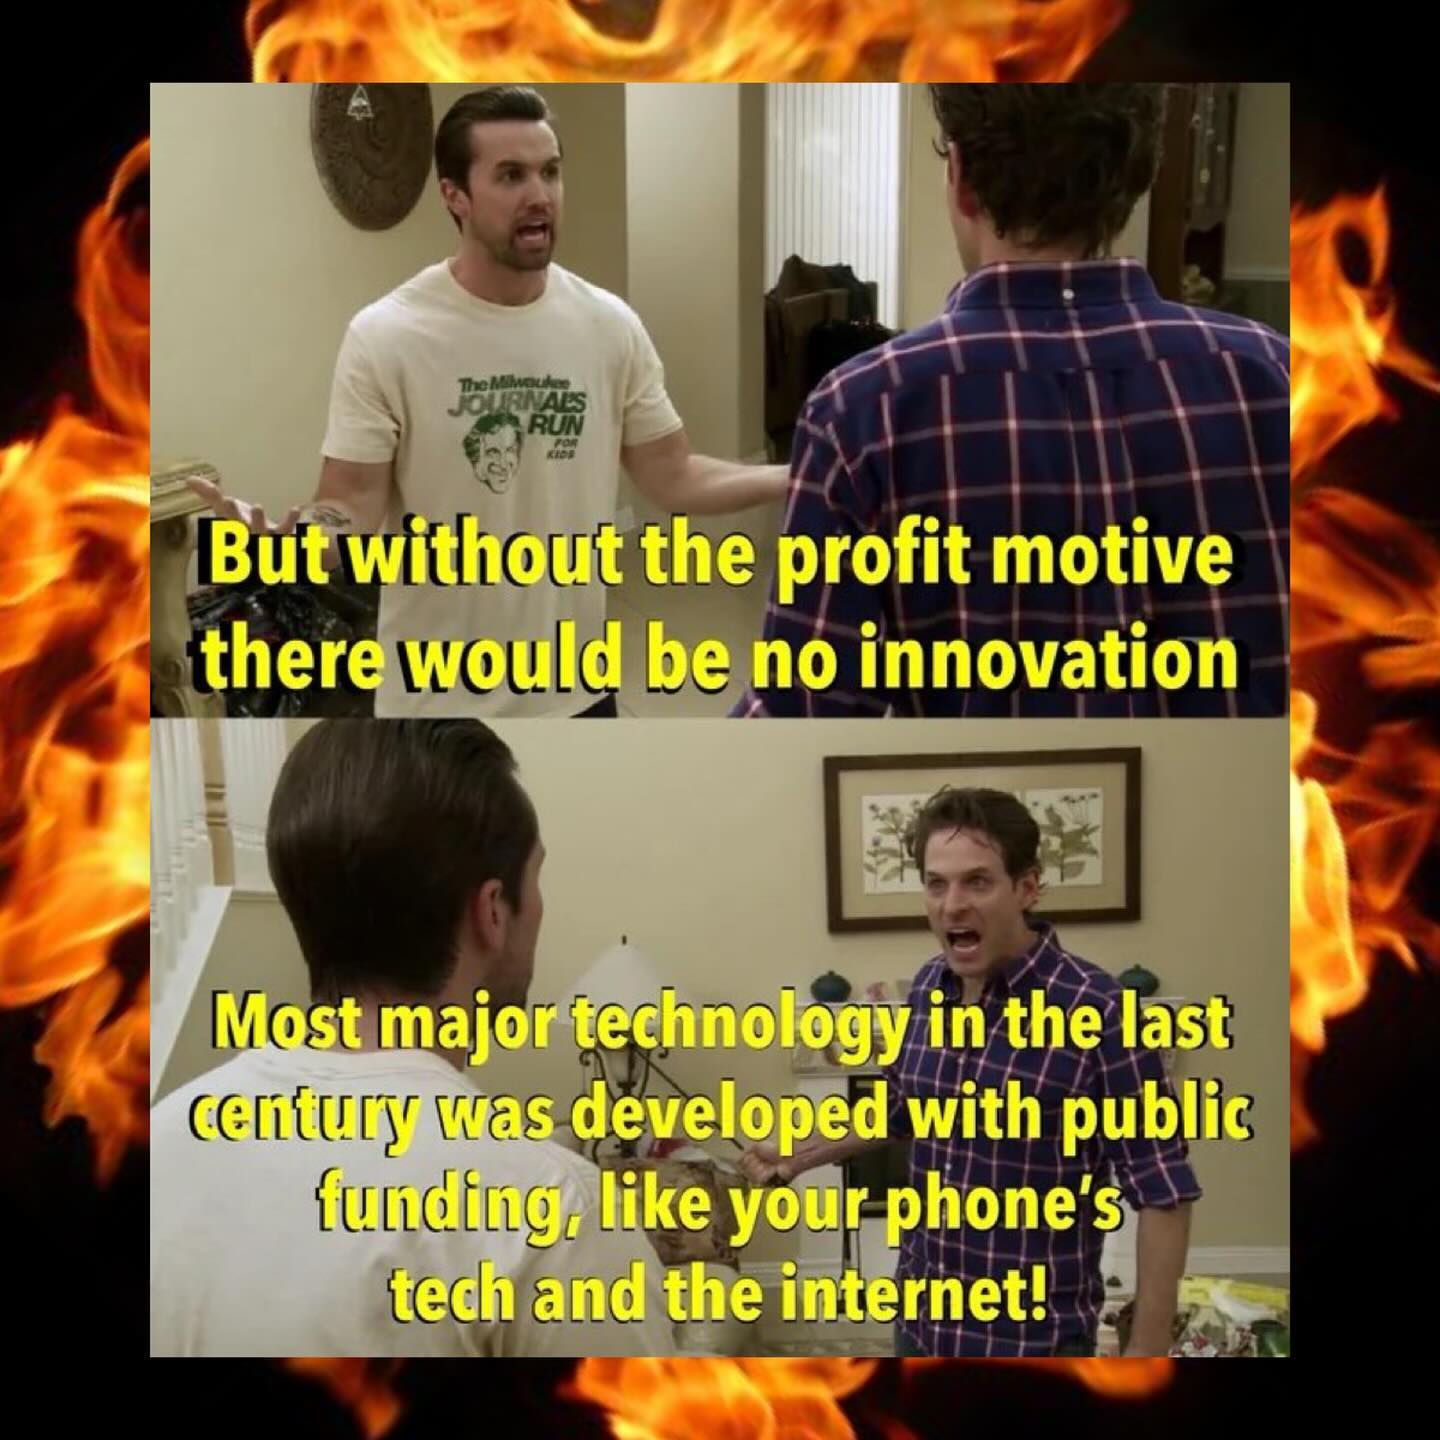 The Milwaukee
JOURNAL'S
RUN
FOR
KIDS
But without the profit motive
there would be no innovation
Most major technology in the last
century was developed with public
funding, like your phone's
tech and the internet!